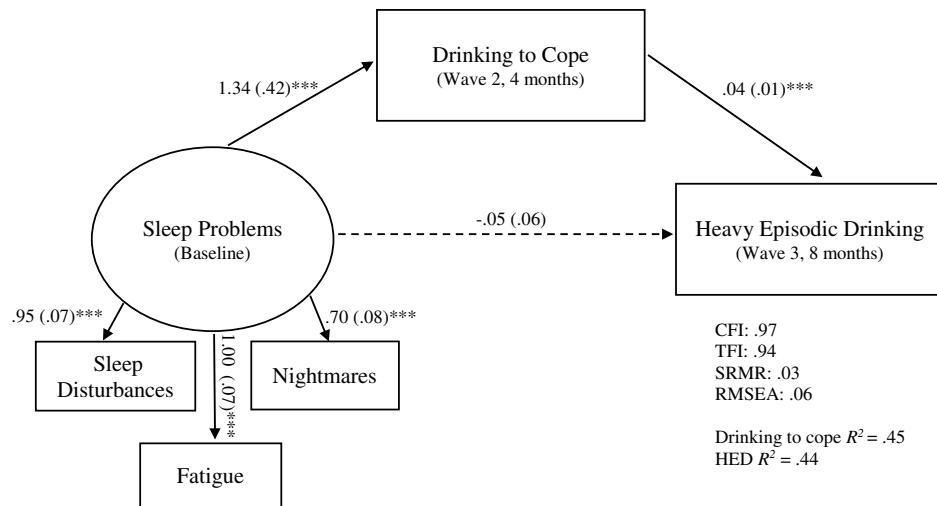 Drinking to Cope
(Wave 2, 4 months)
1.34 (.42)***
.04 (.01)***
Sleep Problems
(Baseline)
-.05 (.06)
Heavy Episodic Drinking
(Wave 3, 8 months)
.95 (.07)***
1.00 (.07)***
.70 (.08)***
Sleep
Disturbances
Nightmares
Fatigue
CFI: .97
TFI: .94
SRMR: .03
RMSEA: .06
Drinking to cope R² = .45
HED R² = .44